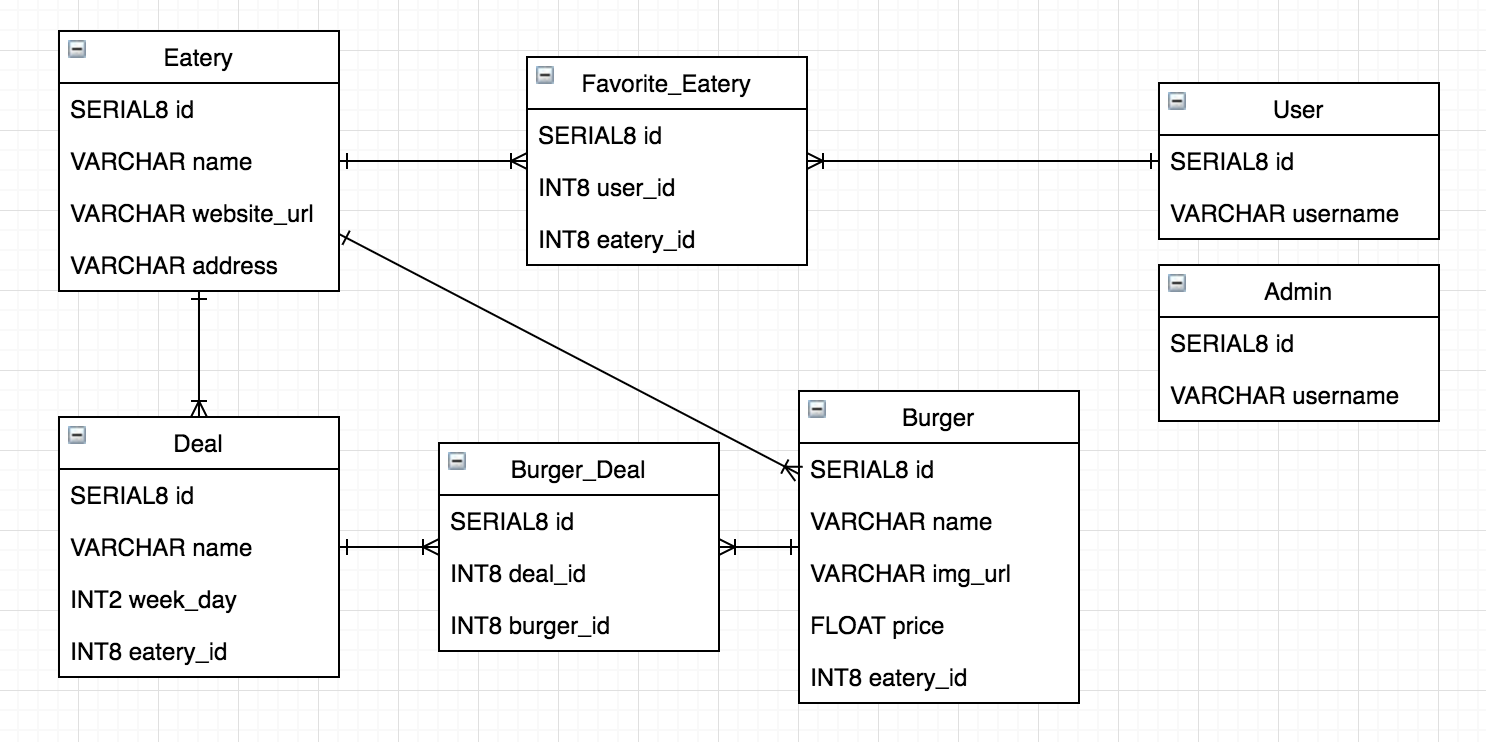 Eatery
SERIAL8 id
VARCHAR name
VARCHAR website_url
VARCHAR address
Favorite_Eatery
SERIAL8 id
INT8 user_id
INT8 eatery_id
User
SERIAL8 id
VARCHAR username
Admin
SERIAL8 id
VARCHAR username
Deal
SERIAL8 id
VARCHAR name
INT2 week_day
INT8 eatery_id
Burger_Deal
SERIAL8 id
INT8 deal_id
INT8 burger_id
Burger
SERIAL8 id
VARCHAR name
VARCHAR img_url
FLOAT price
INT8 eatery_id